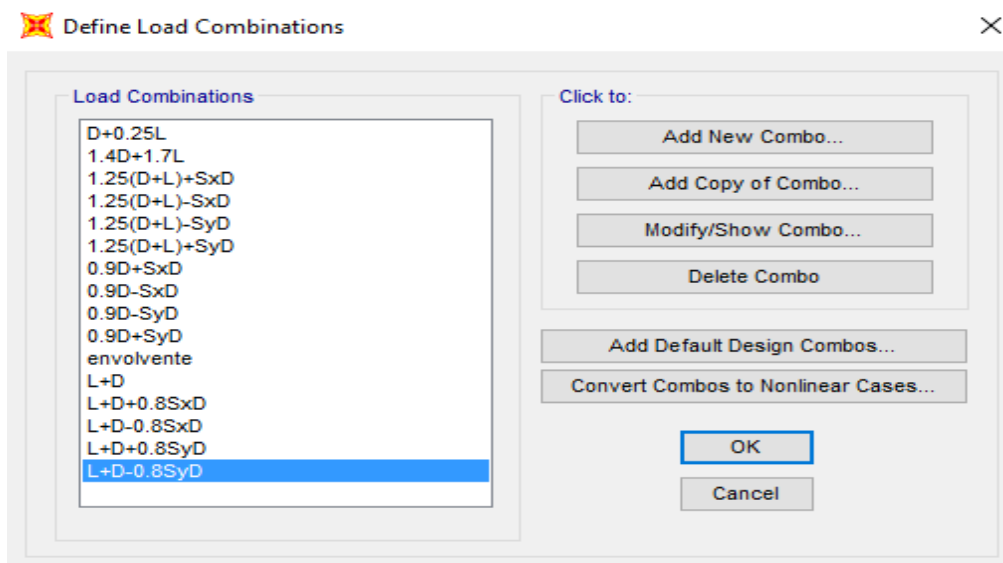 Define Load Combinations
Load Combinations
D+0.25L
1.4D+1.7L
1.25(D+L)+SxD
1.25(D+L)-SxD
1.25(D+L)-SyD
1.25(D+L)+SyD
0.9D+SxD
0.9D-SxD
0.9D-SyD
0.9D+SyD
envolvente
L+D
L+D+0.8SxD
L+D-0.8SxD
L+D+0.8SyD
L+D-0.8SyD
Click to:
Add New Combo...
Add Copy of Combo...
Modify/Show Combo...
Delete Combo
Add Default Design Combos...
Convert Combos to Nonlinear Cases...
OK
Cancel